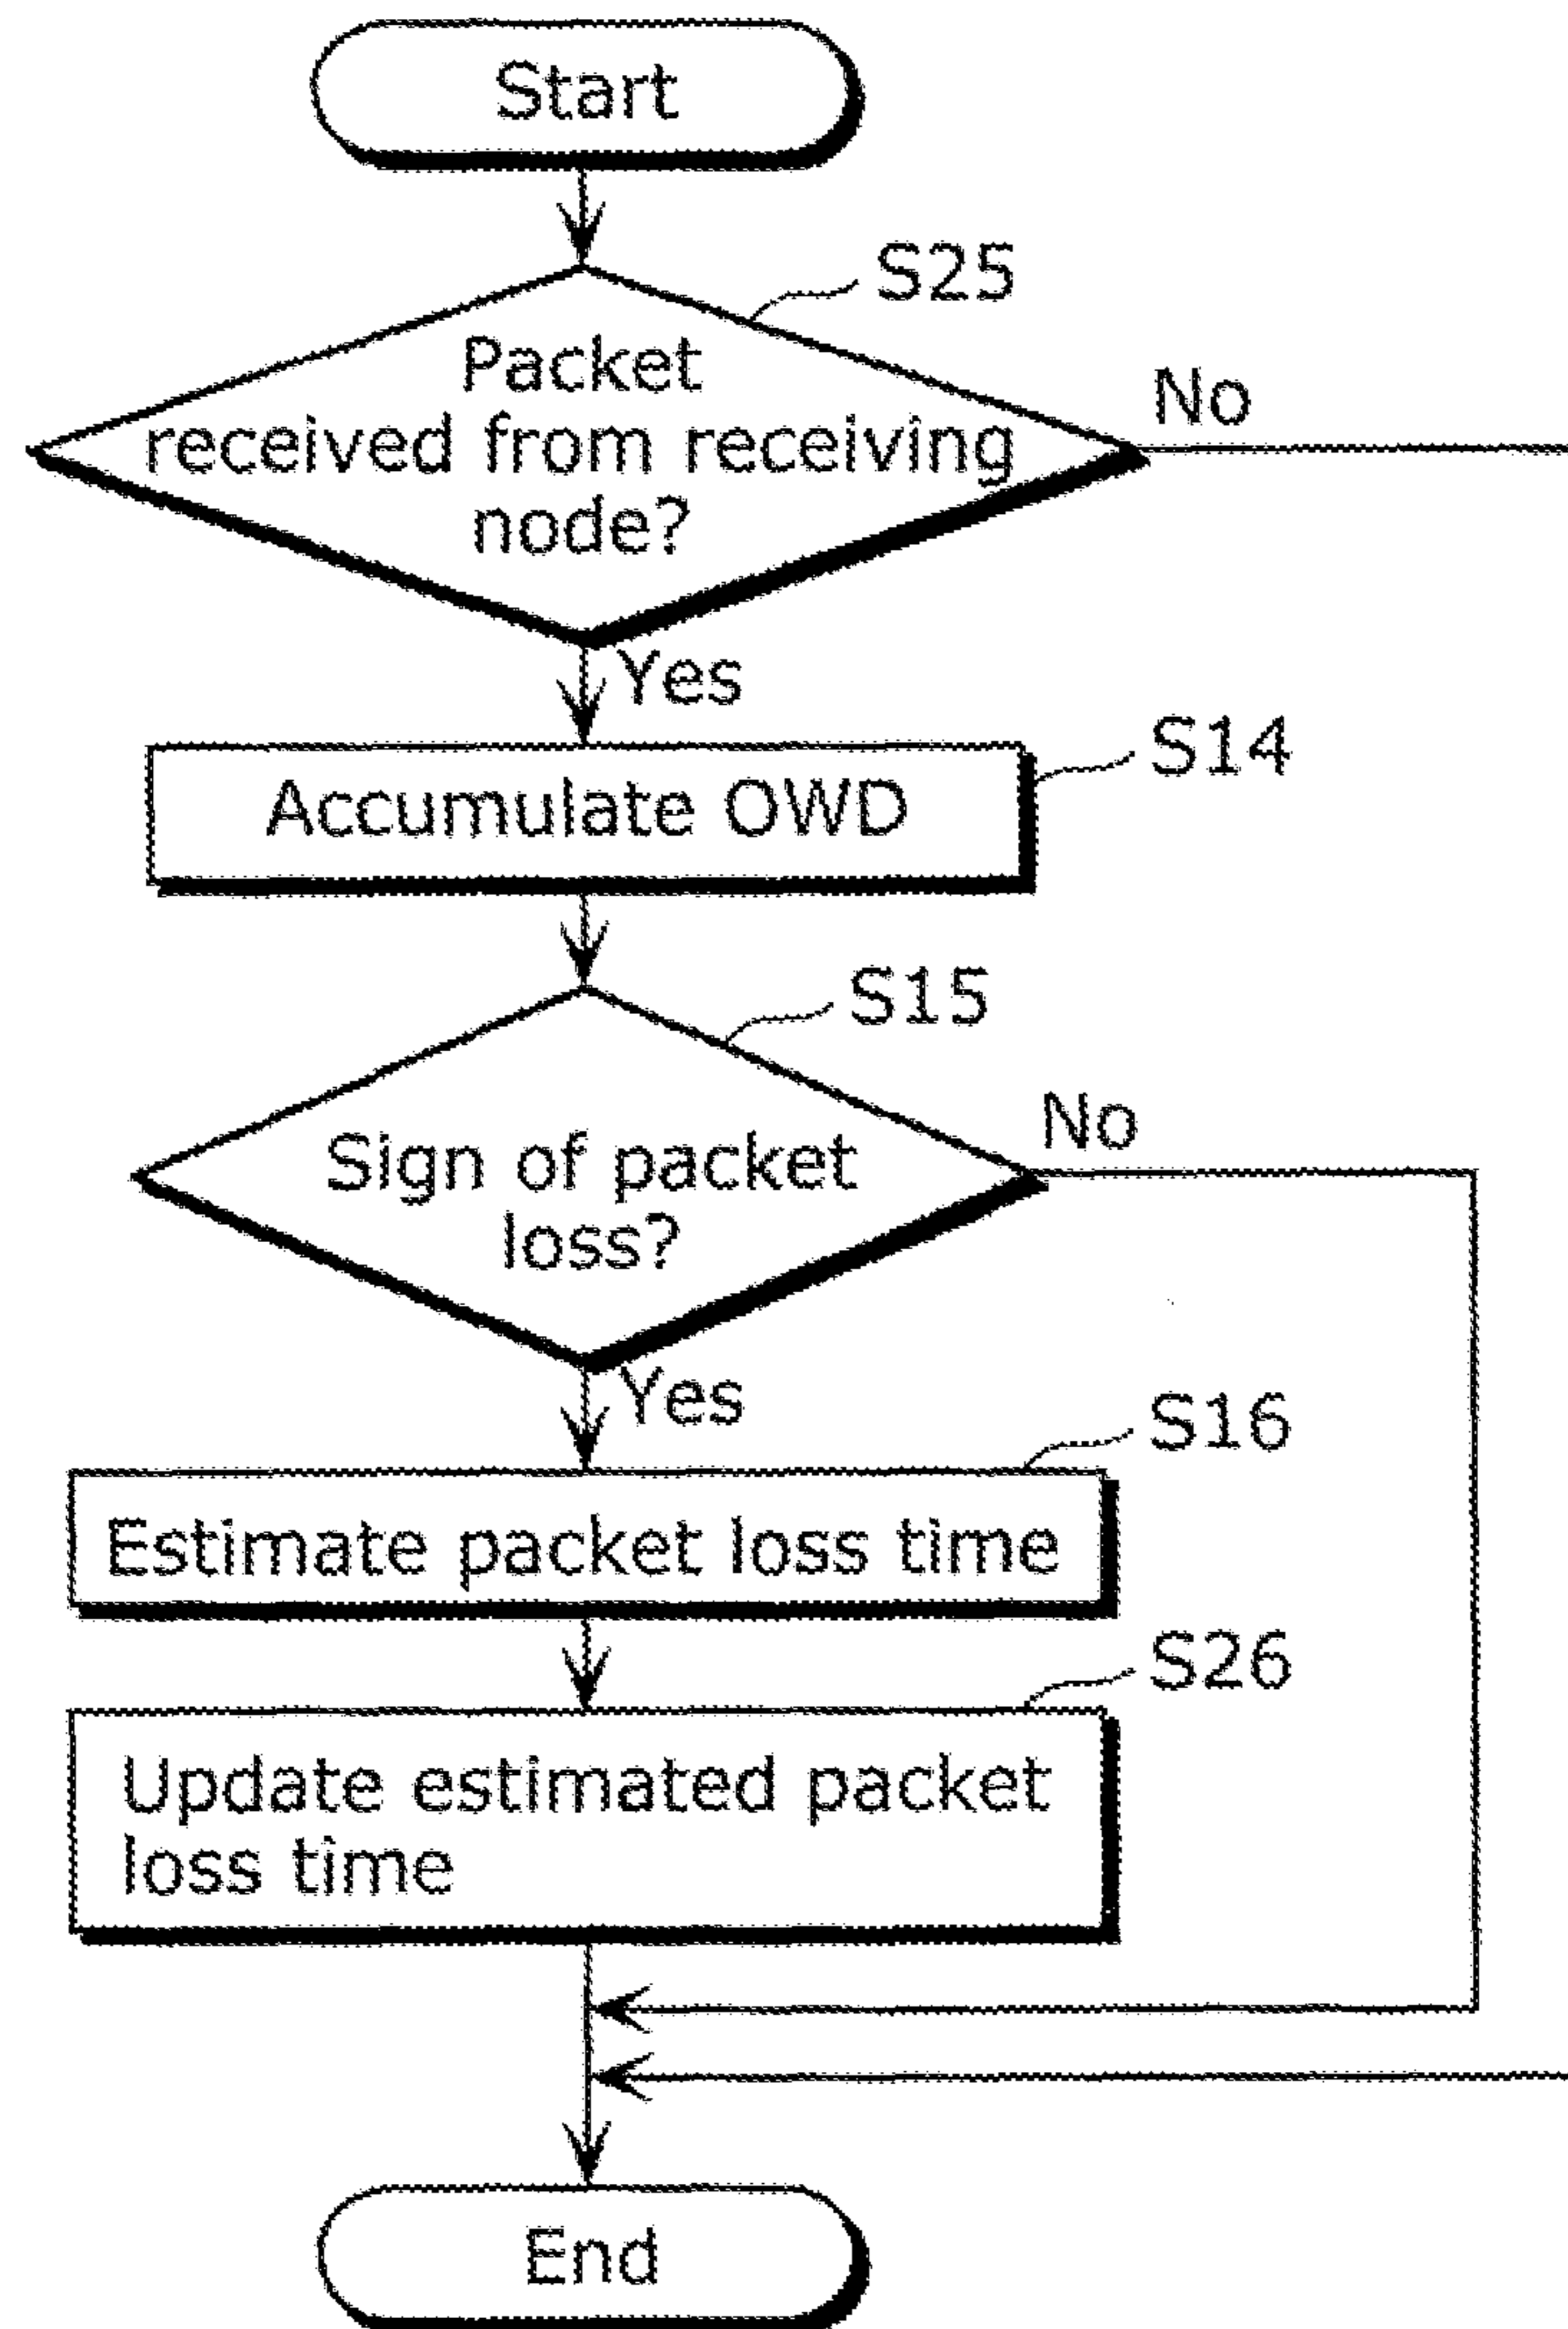 Start
S25
Packet
received from receiving
node?
No
Yes
S14
Accumulate OWD
S15
Sign of packet
loss?
No
Yes
S16
Estimate packet loss time
S26
Update estimated packet
loss time
End